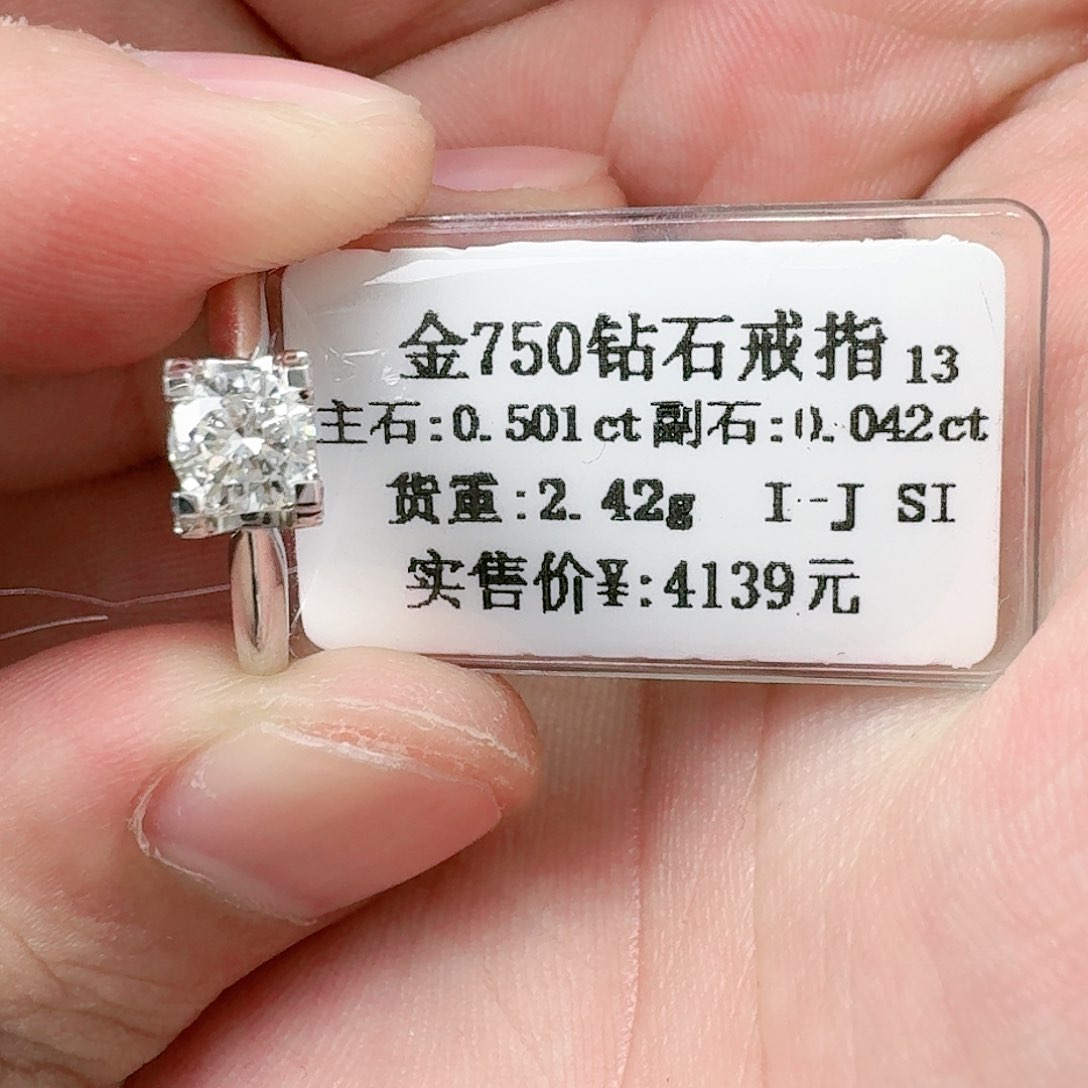 金750钻石戒指 13
主石:0.501ct 副石:0.042ct
货重:2.42g I-J SI
实售价¥:4139元